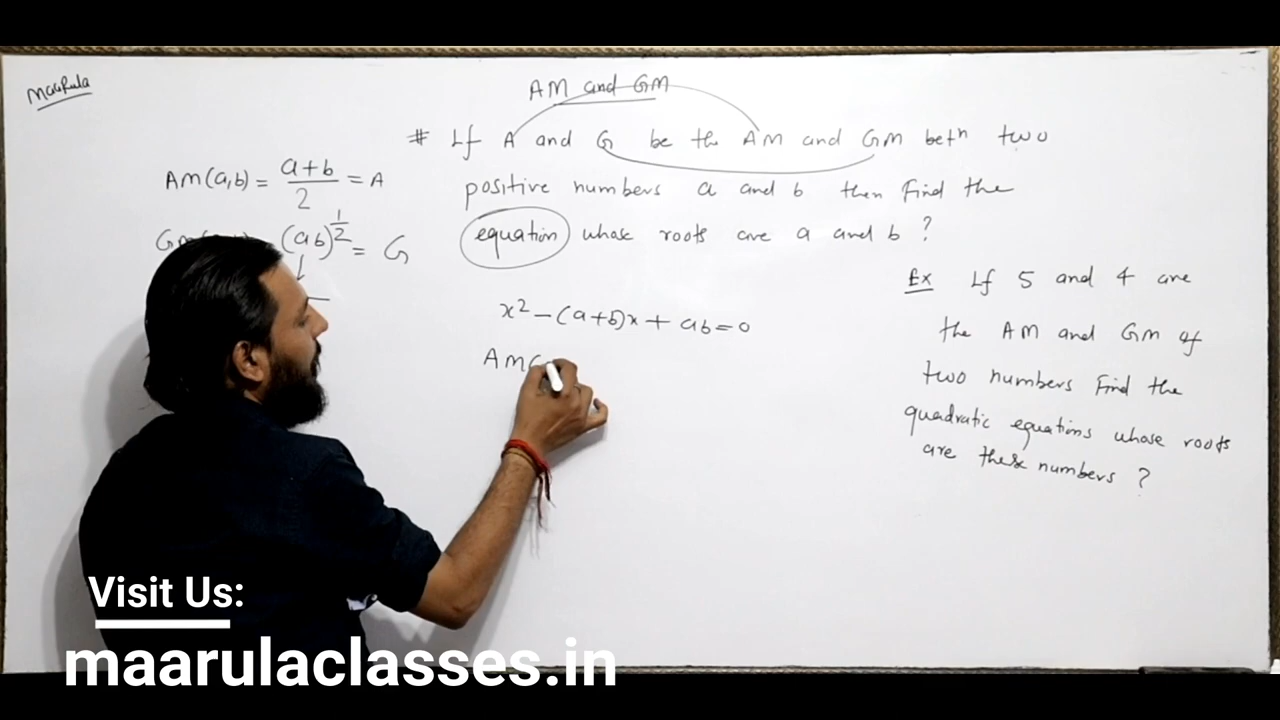 Maarula
AM and GM
# If A and G be the AM and GM betn two
positive numbers a and b then Find the
equation whose roots are a and b ?
AM(a,b) = a+b/2 = A
(ab)^1/2 = G
x² - (a+b)x + ab = 0
AM(
Ex If 5 and 4 are
the AM and GM of
two numbers Find the
quadratic equations whose roots
are these numbers ?
Visit Us:
maarulaclasses.in